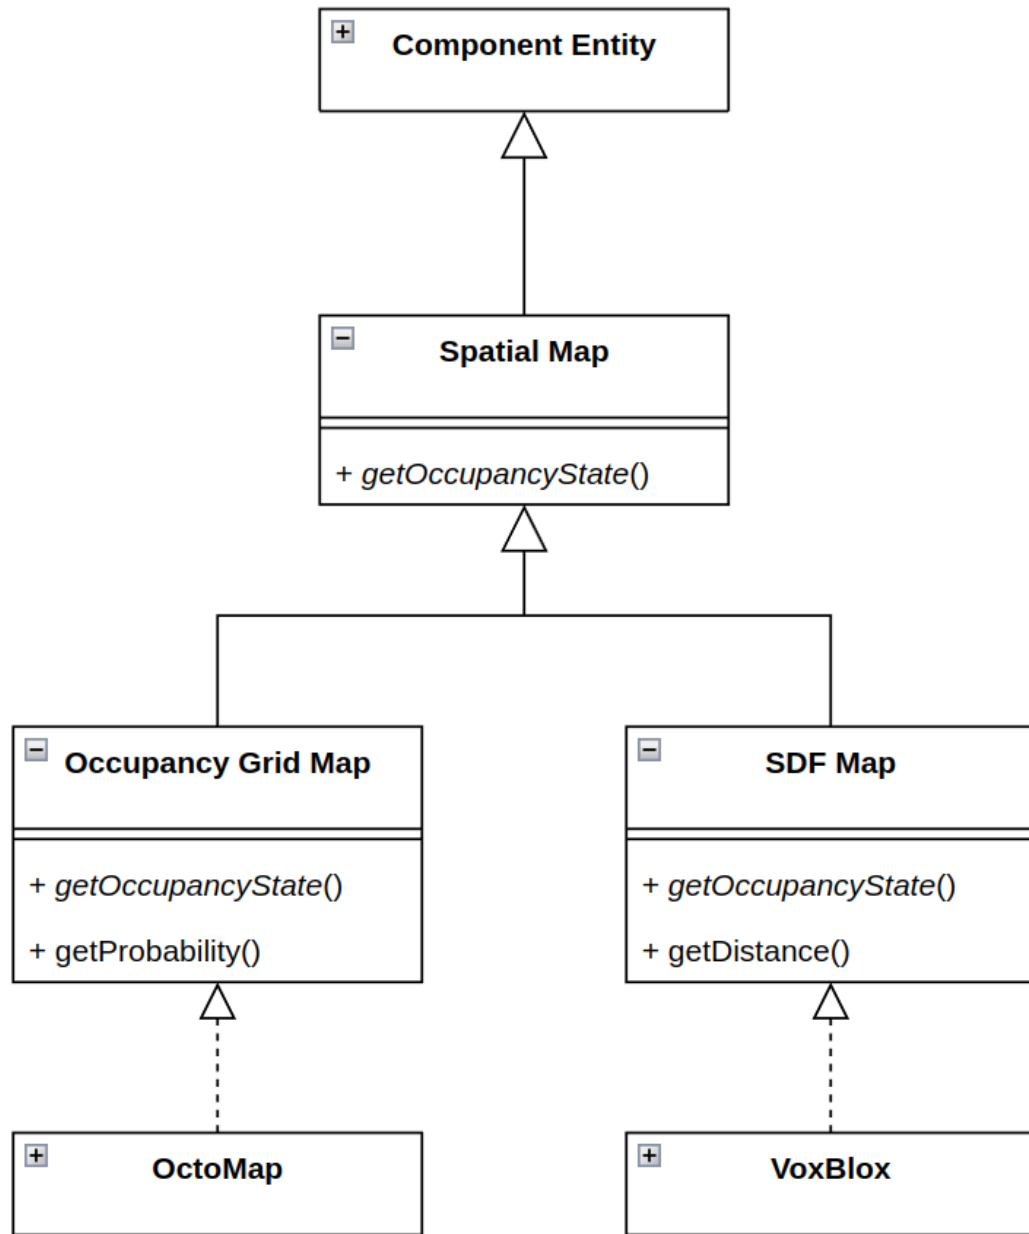 Component Entity
Spatial Map
+ getOccupancyState()
Occupancy Grid Map
+ getOccupancyState()
+ getProbability()
SDF Map
+ getOccupancyState()
+ getDistance()
OctoMap
VoxBlox